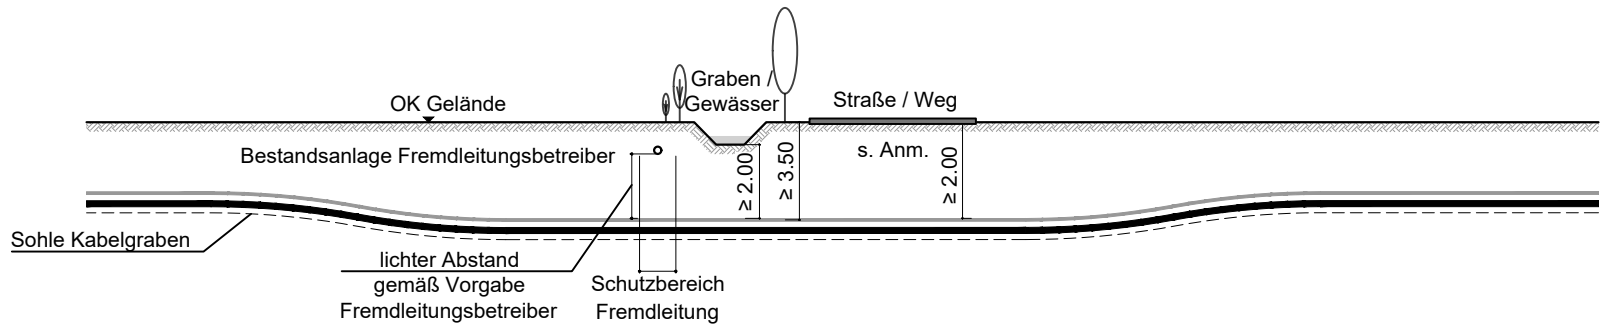 Graben /
Gewässer
OK Gelände
Straße / Weg
Bestandsanlage Fremdleitungsbetreiber
≥ 2.00
≥ 3.50
s. Anm.
≥ 2.00
Sohle Kabelgraben
lichter Abstand
gemäß Vorgabe
Fremdleitungsbetreiber
Schutzbereich
Fremdleitung